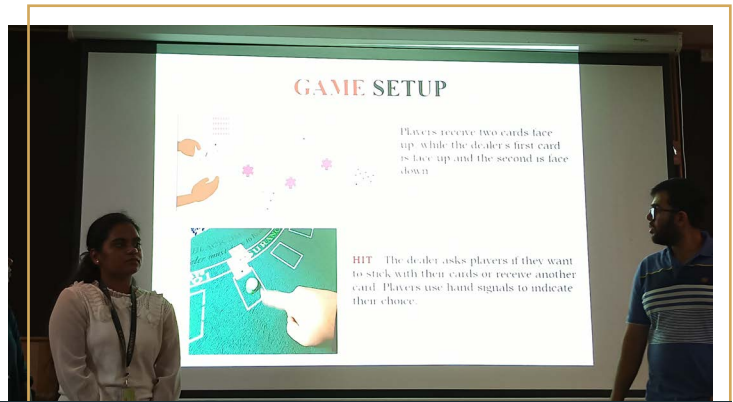 GAME SETUP
Players receive two cards face
up, while the dealer's first card
is face up and the second is face
down
HIT The dealer asks players if they want
to stick with their cards or receive another
card. Players use hand signals to indicate
their choice.